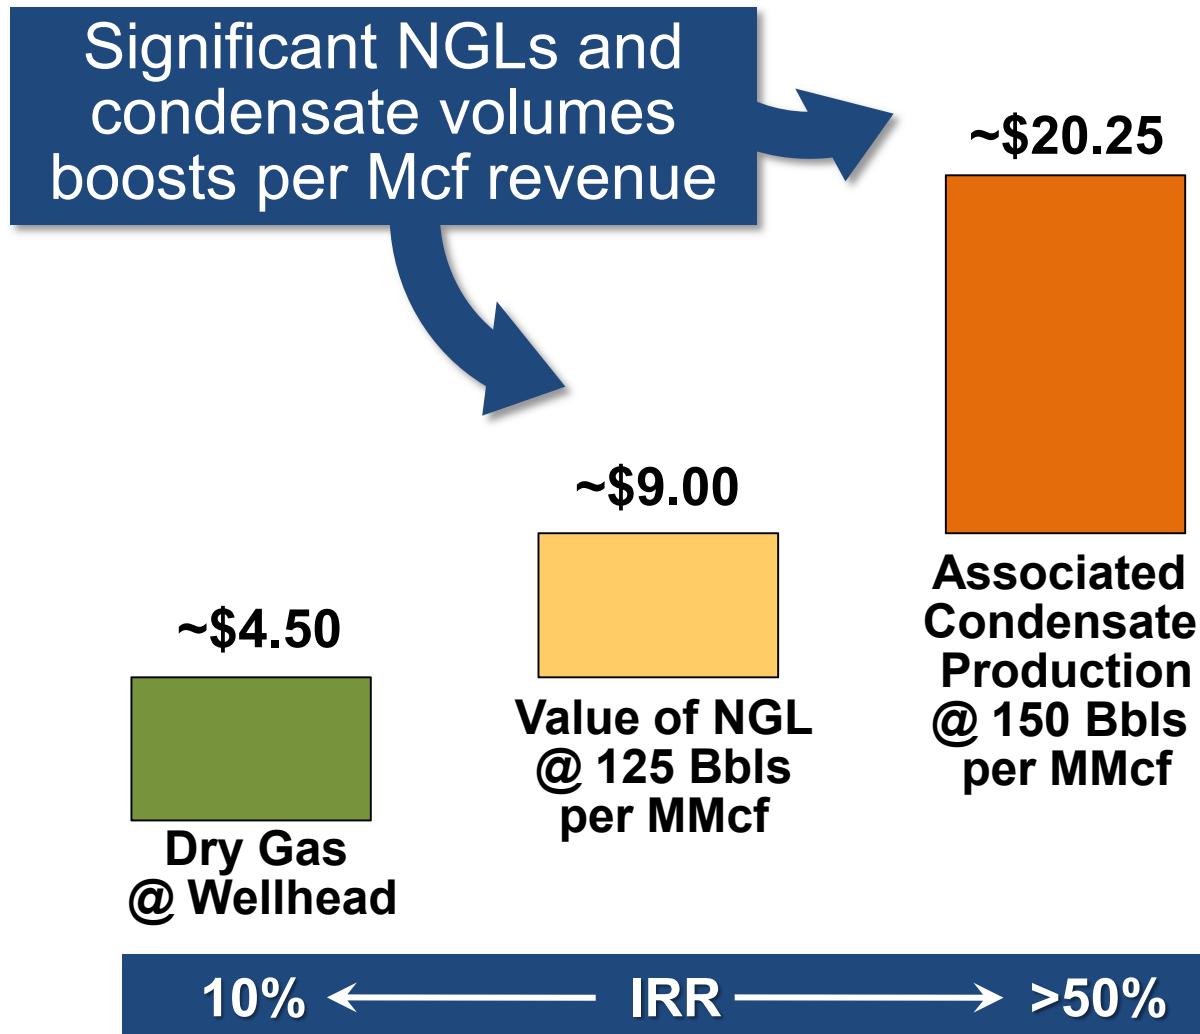 Significant NGLs and
condensate volumes
boosts per Mcf revenue
~$20.25
~$9.00
~$4.50
Associated
Condensate
Production
@ 150 Bbls
per MMcf
Value of NGL
@ 125 Bbls
per MMcf
Dry Gas
@ Wellhead
10% IRR >50%